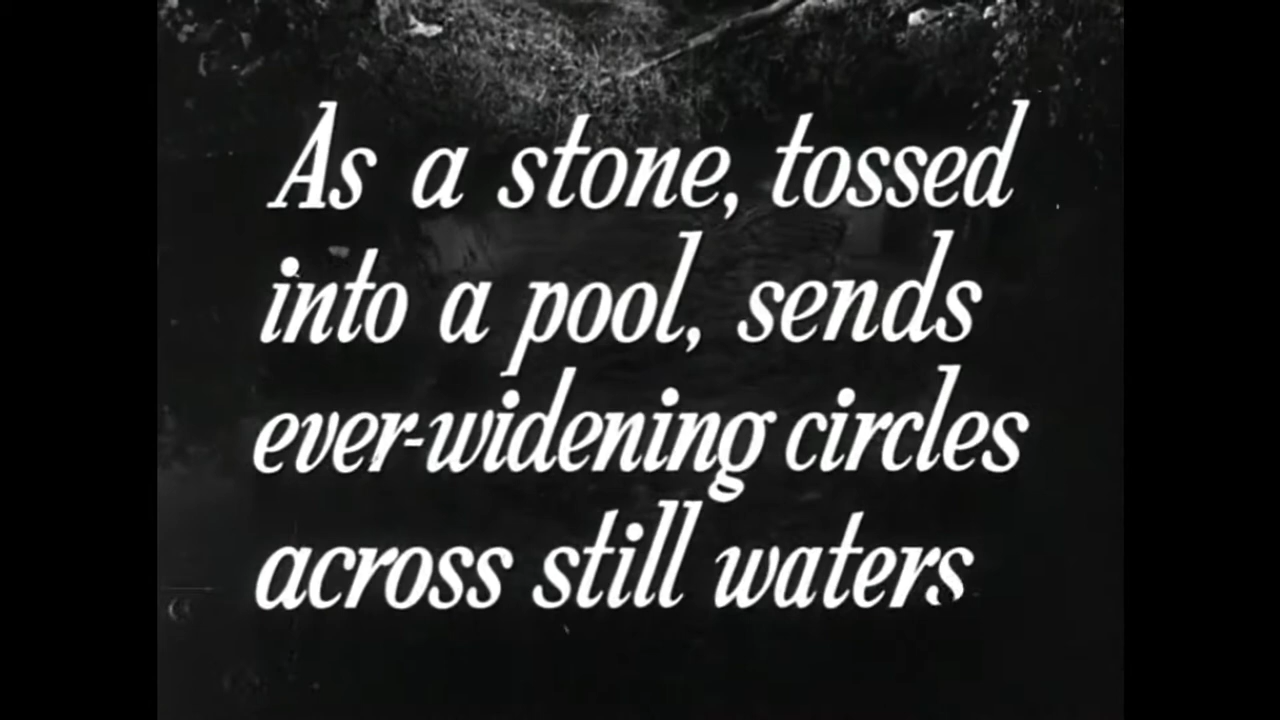 As a stone, tossed
into a pool, sends
ever-widening circles
across still waters